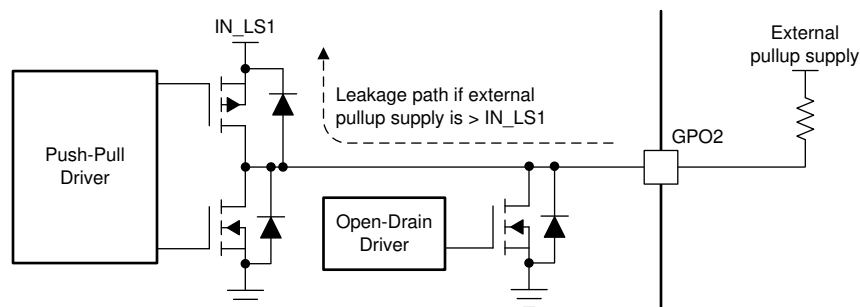 IN_LS1
External
pullup supply
Leakage path if external
pullup supply is > IN_LS1
GPO2
Push-Pull
Driver
Open-Drain
Driver